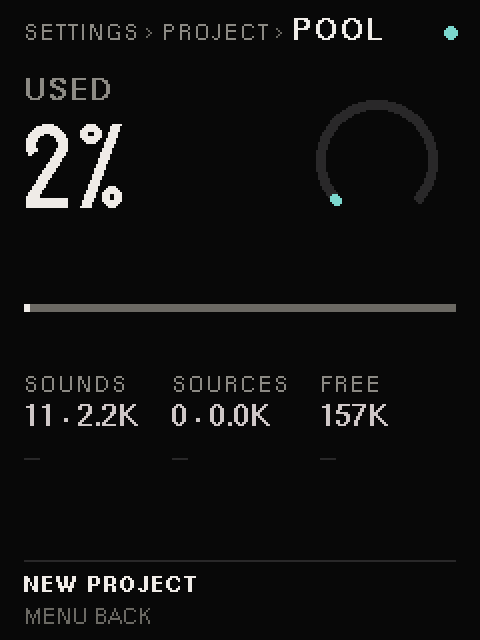 SETTINGS › PROJECT › POOL
USED
2%
SOUNDS SOURCES FREE
11 · 2.2K 0 · 0.0K 157K
— — —
NEW PROJECT
MENU BACK